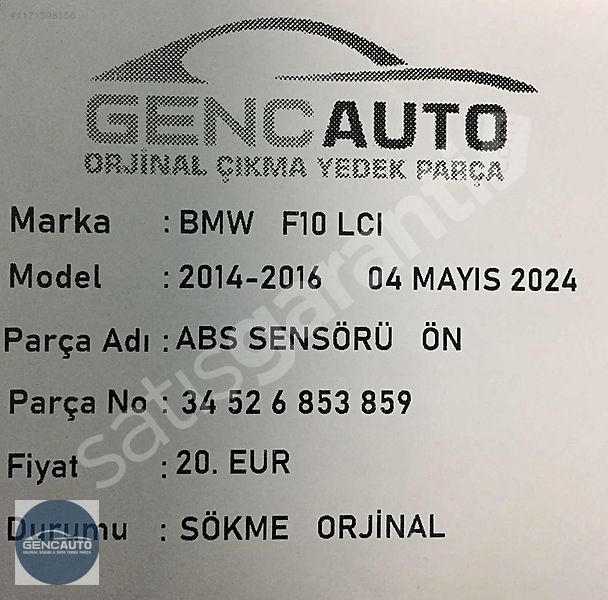 #1171598156
GENCAUTO
ORJİNAL ÇIKMA YEDEK PARÇA
Marka : BMW F10 LCI
Model : 2014-2016 04 MAYIS 2024
Parça Adı : ABS SENSÖRÜ ÖN
Parça No : 34 52 6 853 859
Fiyat : 20. EUR
Durumu : SÖKME ORJİNAL
satışgaranti
GENCAUTO